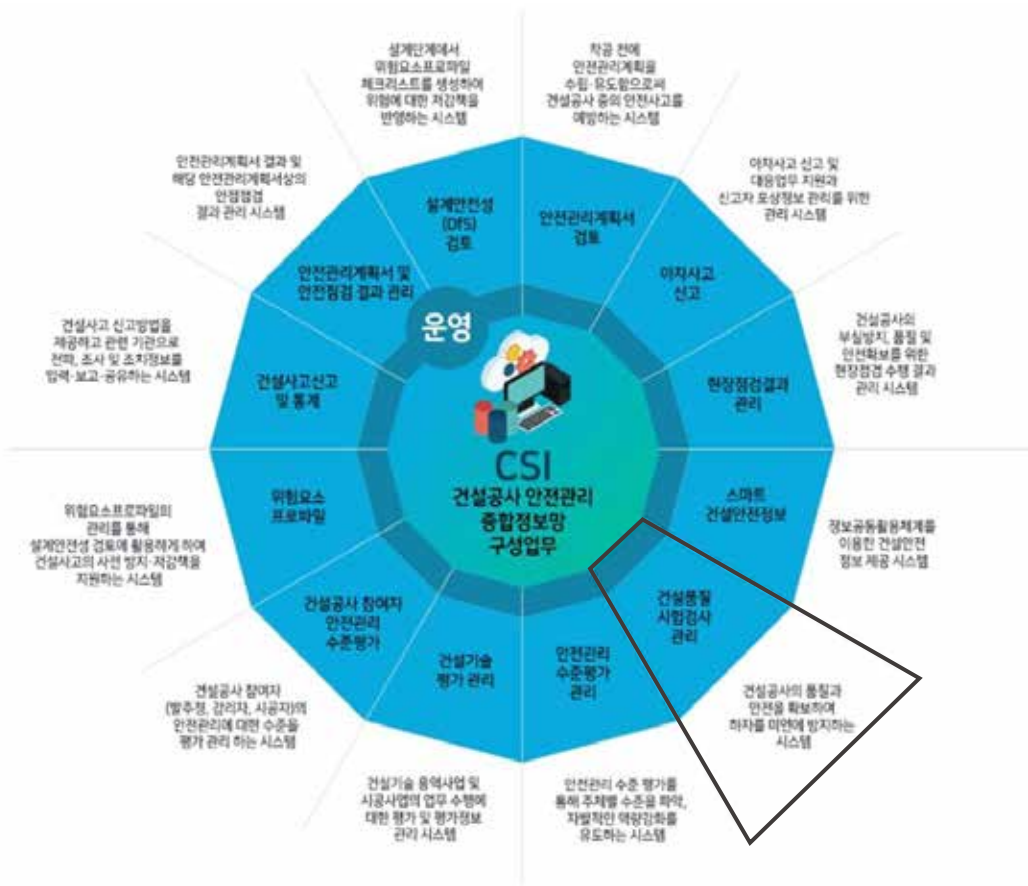 설계단계에서
위험요소프로파일
체크리스트를 생성하여
위험에 대한 저감책을
반영하는 시스템
착공 전에
안전관리계획을
수립·유도함으로써
건설공사 중의 안전사고를
예방하는 시스템
안전관리계획서 결과 및
해당 안전관리계획서상의
안점점검
결과 관리 시스템
아차사고 신고 및
대응업무 지원과
신고자 포상정보 관리를 위한
관리 시스템
설계안전성
(DfS)
검토
안전관리계획서
검토
안전관리계획서 및
안전점검 결과 관리
아차사고
신고
운영
건설사고 신고방법을
제공하고 관련 기관으로
전파, 조사 및 조치정보를
입력·보고·공유하는 시스템
건설사고신고
및 통계
현장점검결과
관리
건설공사의
부실방지, 품질 및
안전확보를 위한
현장점검 수행 결과
관리 시스템
CSI
건설공사 안전관리
종합정보망
구성업무
위험요소
프로파일
스마트
건설안전정보
위험요소프로파일의
관리를 통해
설계안전성 검토에 활용하게 하여
건설사고의 사전 방지·저감책을
지원하는 시스템
정보공동활용체계를
이용한 건설안전
정보 제공 시스템
건설공사 참여자
안전관리
수준평가
건설기술
평가 관리
안전관리
수준평가
관리
건설품질
시험검사
관리
건설공사 참여자
(발주청, 감리자, 시공자)의
안전관리에 대한 수준을
평가 관리 하는 시스템
건설공사의 품질과
안전을 확보하여
하자를 미연에 방지하는
시스템
건설기술 용역사업 및
시공사업의 업무 수행에
대한 평가 및 평가정보
관리 시스템
안전관리 수준 평가를
통해 주체별 수준을 파악,
자발적인 역량강화를
유도하는 시스템